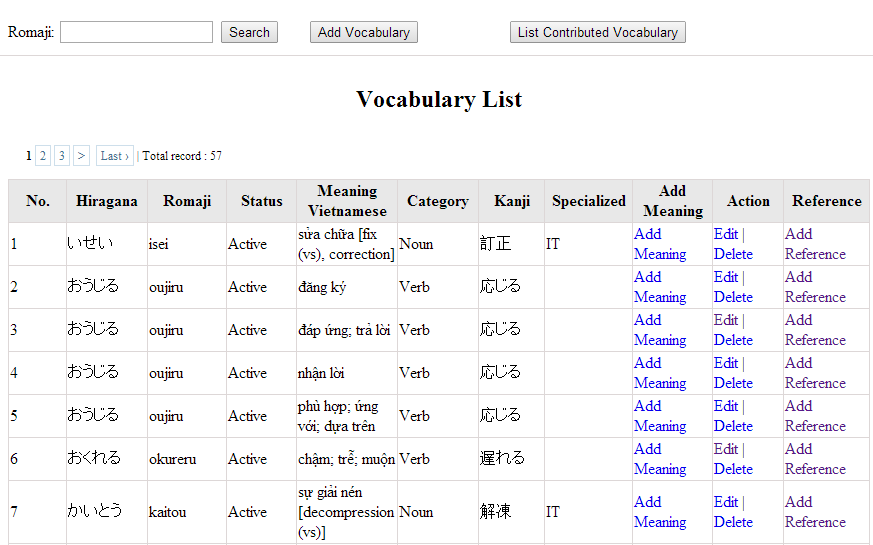 Romaji: Search Add Vocabulary List Contributed Vocabulary
Vocabulary List
1 2 3 > Last › | Total record : 57
No. Hiragana Romaji Status Meaning Vietnamese Category Kanji Specialized Add Meaning Action Reference
1 いせい isei Active sửa chữa [fix (vs), correction] Noun 訂正 IT Add Meaning Edit | Delete Add Reference
2 おうじる oujiru Active đăng ký Verb 応じる Add Meaning Edit | Delete Add Reference
3 おうじる oujiru Active đáp ứng; trả lời Verb 応じる Add Meaning Edit | Delete Add Reference
4 おうじる oujiru Active nhận lời Verb 応じる Add Meaning Edit | Delete Add Reference
5 おうじる oujiru Active phù hợp; ứng với; dựa trên Verb 応じる Add Meaning Edit | Delete Add Reference
6 おくれる okureru Active chậm; trễ; muộn Verb 遅れる Add Meaning Edit | Delete Add Reference
7 かいとう kaitou Active sự giải nén [decompression (vs)] Noun 解凍 IT Add Meaning Edit | Delete Add Reference